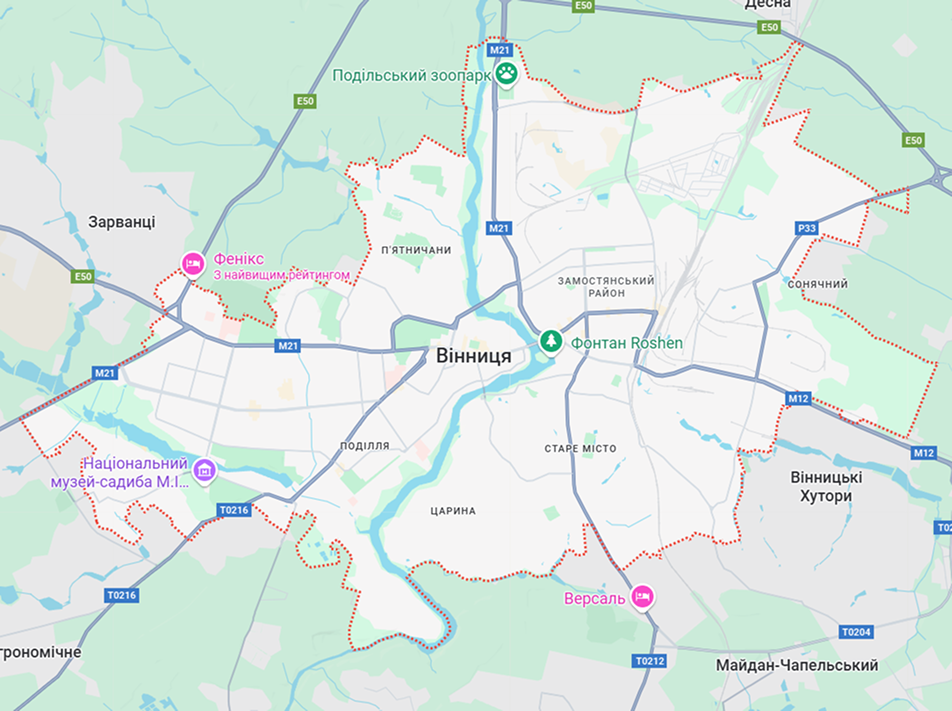 Десна
E50
E50
M21
Подільський зоопарк
E50
E50
Зарванці
M21
P33
П'ЯТНИЧАНИ
Фенікс
З найвищим рейтингом
E50
ЗАМОСТЯНСЬКИЙ
РАЙОН
СОНЯЧНИЙ
M21
Вінниця
Фонтан Roshen
M21
M12
ПОДІЛЛЯ
СТАРЕ МІСТО
M12
Національний
музей-садиба М.І...
Вінницькі
Хутори
T0216
ЦАРИНА
T0216
Версаль
T0204
грономічне
T0212
Майдан-Чапельський